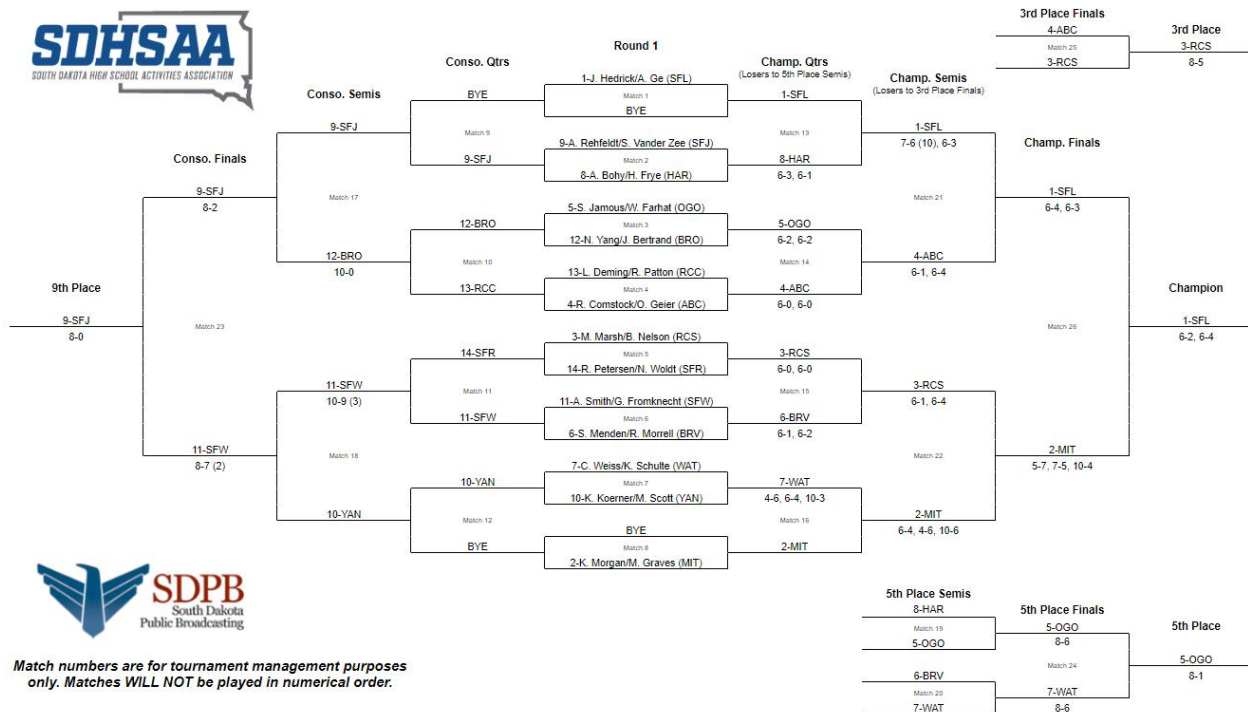 SDHSAA
SOUTH DAKOTA HIGH SCHOOL ACTIVITIES ASSOCIATION
3rd Place Finals
4-ABC
Match 25
3-RCS
3rd Place
3-RCS
8-5
Round 1
1-J. Hedrick/A. Ge (SFL)
Match 1
BYE
9-A. Rehfeldt/S. Vander Zee (SFJ)
Match 2
8-A. Bohy/H. Frye (HAR)
5-S. Jamous/W. Farhat (OGO)
Match 3
12-N. Yang/J. Bertrand (BRO)
13-L. Deming/R. Patton (RCC)
Match 4
4-R. Comstock/O. Geier (ABC)
3-M. Marsh/B. Nelson (RCS)
Match 5
14-R. Petersen/N. Woldt (SFR)
11-A. Smith/G. Fromknecht (SFW)
Match 6
6-S. Menden/R. Morrell (BRV)
7-C. Weiss/K. Schulte (WAT)
Match 7
10-K. Koerner/M. Scott (YAN)
BYE
Match 8
2-K. Morgan/M. Graves (MIT)
Conso. Qtrs
BYE
Match 9
9-SFJ
12-BRO
Match 10
13-RCC
14-SFR
Match 11
11-SFW
10-YAN
Match 12
BYE
Conso. Semis
9-SFJ
Match 17
12-BRO
10-0
11-SFW
10-9 (3)
Match 18
10-YAN
Conso. Finals
9-SFJ
8-2
Match 23
11-SFW
8-7 (2)
9th Place
9-SFJ
8-0
Champ. Qtrs
(Losers to 5th Place Semis)
1-SFL
Match 13
8-HAR
6-3, 6-1
5-OGO
6-2, 6-2
Match 14
4-ABC
6-0, 6-0
3-RCS
6-0, 6-0
Match 15
6-BRV
6-1, 6-2
7-WAT
4-6, 6-4, 10-3
Match 16
2-MIT
Champ. Semis
(Losers to 3rd Place Finals)
1-SFL
7-6 (10), 6-3
Match 21
4-ABC
6-1, 6-4
3-RCS
6-1, 6-4
Match 22
2-MIT
6-4, 4-6, 10-6
Champ. Finals
1-SFL
6-4, 6-3
Match 26
2-MIT
5-7, 7-5, 10-4
Champion
1-SFL
6-2, 6-4
5th Place Semis
8-HAR
Match 19
5-OGO
6-BRV
Match 20
7-WAT
5th Place Finals
5-OGO
8-6
Match 24
7-WAT
8-6
5th Place
5-OGO
8-1
SDPB
South Dakota
Public Broadcasting
Match numbers are for tournament management purposes
only. Matches WILL NOT be played in numerical order.